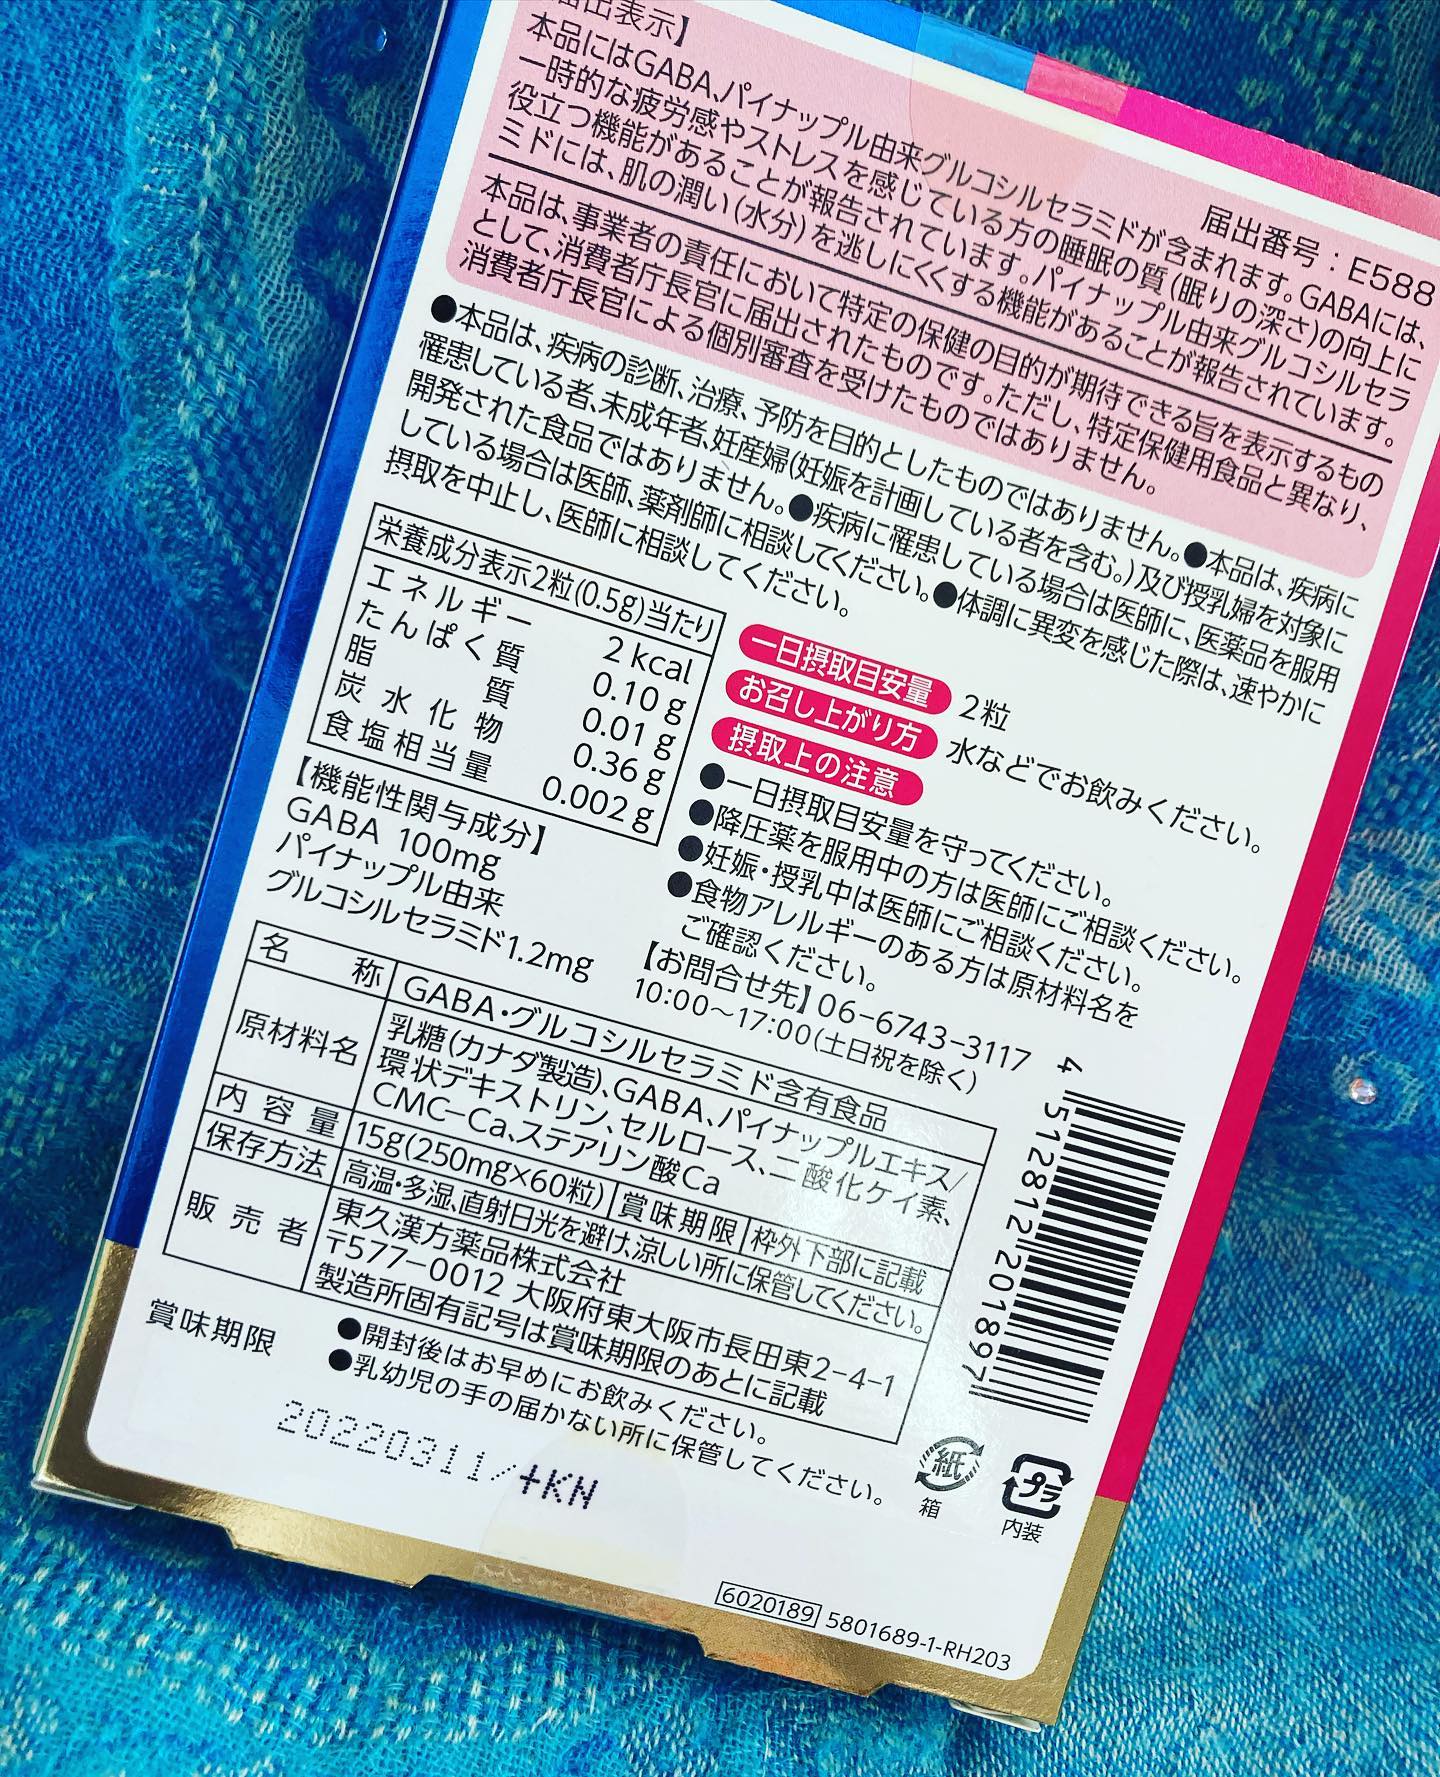 届出表示】
届出番号：E588
本品にはGABA、パイナップル由来グルコシルセラミドが含まれます。GABAには、
一時的な疲労感やストレスを感じている方の睡眠の質(眠りの深さ)の向上に
役立つ機能があることが報告されています。パイナップル由来グルコシルセラ
ミドには、肌の潤い(水分)を逃しにくくする機能があることが報告されています。
本品は、事業者の責任において特定の保健の目的が期待できる旨を表示するもの
として、消費者庁長官に届出されたものです。ただし、特定保健用食品と異なり、
消費者庁長官による個別審査を受けたものではありません。
●本品は、疾病の診断、治療、予防を目的としたものではありません。●本品は、疾病に
罹患している者、未成年者、妊産婦(妊娠を計画している者を含む。)及び授乳婦を対象に
開発された食品ではありません。●疾病に罹患している場合は医師に、医薬品を服用
している場合は医師、薬剤師に相談してください。●体調に異変を感じた際は、速やかに
摂取を中止し、医師に相談してください。
栄養成分表示2粒(0.5g)当たり
エネルギー 2 kcal
たんぱく質 0.10 g
脂質 0.01 g
炭水化物 0.36 g
食塩相当量 0.002 g
【機能性関与成分】
GABA 100mg
パイナップル由来
グルコシルセラミド1.2mg
一日摂取目安量 2粒
お召し上がり方 水などでお飲みください。
摂取上の注意
●一日摂取目安量を守ってください。
●降圧薬を服用中の方は医師にご相談ください。
●妊娠・授乳中は医師にご相談ください。
●食物アレルギーのある方は原材料名を
ご確認ください。
【お問合せ先】06-6743-3117
10:00〜17:00(土日祝を除く)
名称 GABA・グルコシルセラミド含有食品
原材料名 乳糖(カナダ製造)、GABA、パイナップルエキス/
環状デキストリン、セルロース、二酸化ケイ素、
CMC-Ca、ステアリン酸Ca
内容量 15g(250mg×60粒) 賞味期限 枠外下部に記載
保存方法 高温・多湿、直射日光を避け、涼しい所に保管してください。
販売者 東久漢方薬品株式会社
〒577-0012 大阪府東大阪市長田東2-4-1
製造所固有記号は賞味期限のあとに記載
賞味期限
●開封後はお早めにお飲みください。
●乳幼児の手の届かない所に保管してください。
20220311/+KN
4 512812 201897
紙
箱
プラ
内装
6020189 5801689-1-RH203